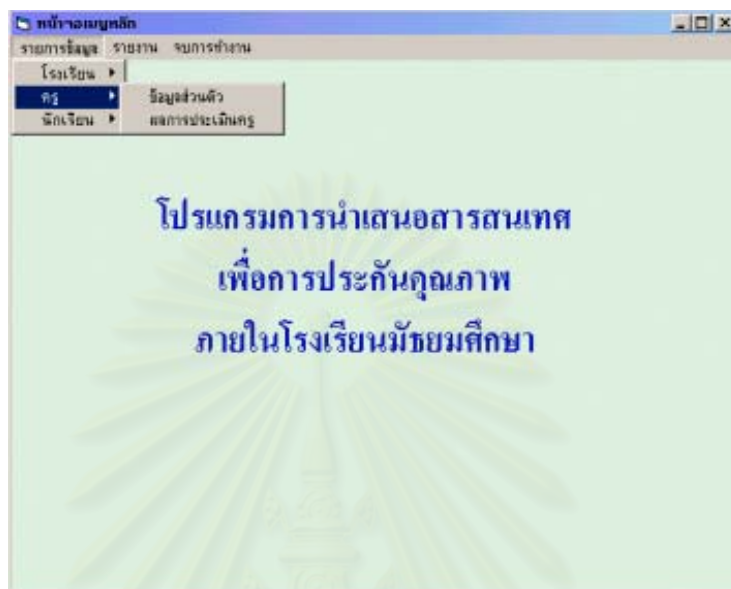 หน้าจอเมนูหลัก
รายการข้อมูล รายงาน จบการทำงาน
โรงเรียน
ครู
นักเรียน
ข้อมูลส่วนตัว
ผลการประเมินครู
โปรแกรมการนำเสนอสารสนเทศ
เพื่อการประกันคุณภาพ
ภายในโรงเรียนมัธยมศึกษา